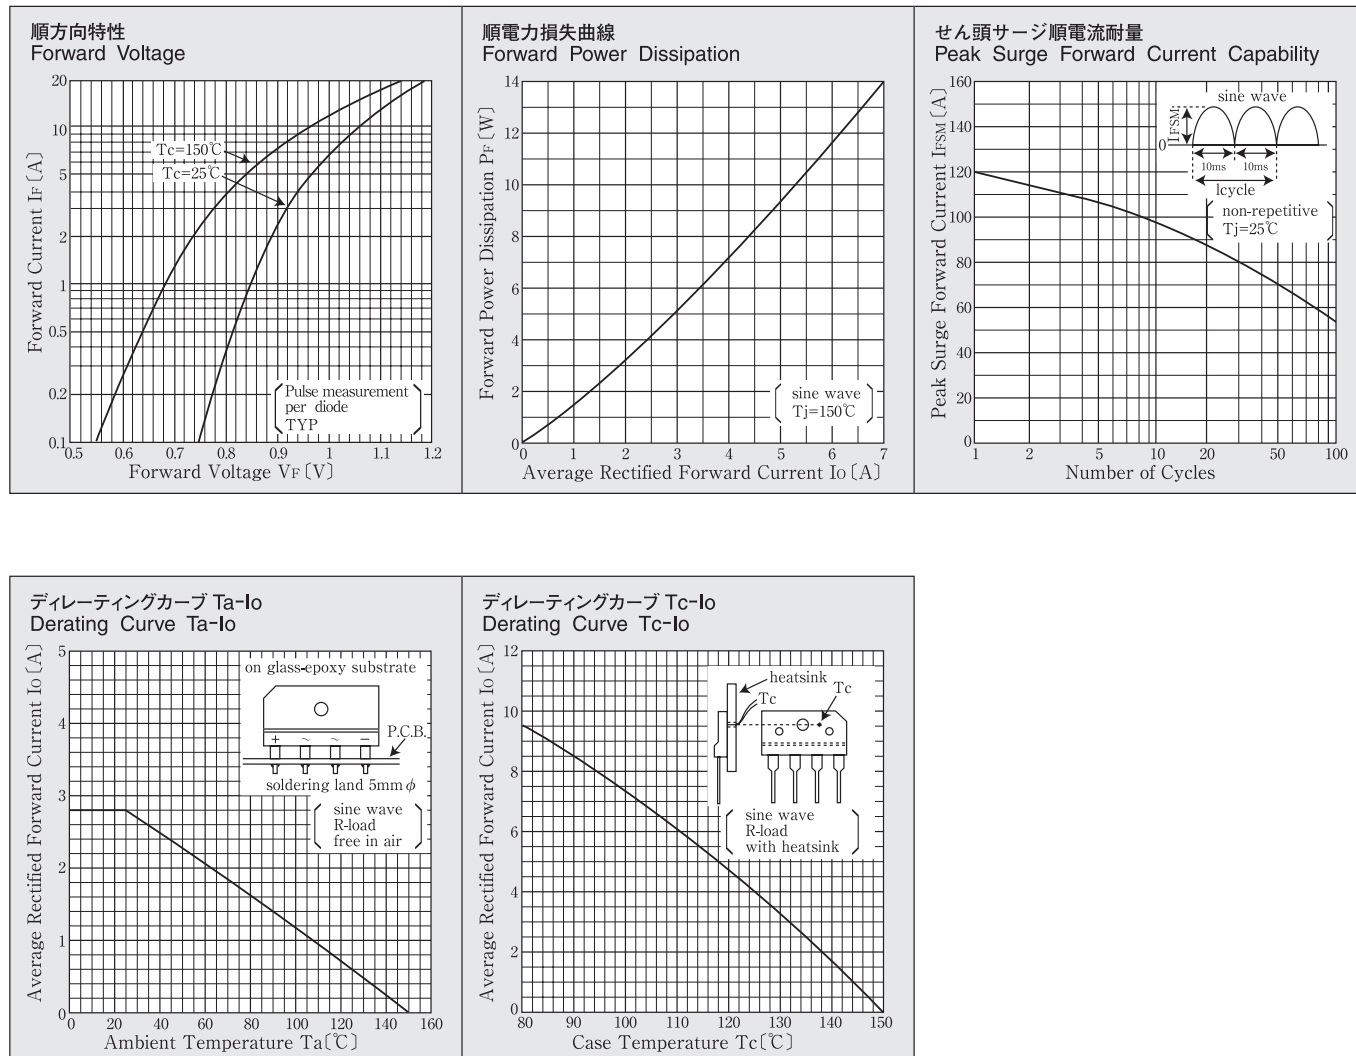 順方向特性
Forward Voltage
Forward Current IF〔A〕
20
10
5
2
1
0.5
0.2
0.1
Tc=150℃
Tc=25℃
Pulse measurement
per diode
TYP
0.5 0.6 0.7 0.8 0.9 1 1.1 1.2
Forward Voltage VF〔V〕
順電力損失曲線
Forward Power Dissipation
Forward Power Dissipation PF〔W〕
14
12
10
8
6
4
2
0
sine wave
Tj=150℃
0 1 2 3 4 5 6 7
Average Rectified Forward Current Io〔A〕
せん頭サージ順電流耐量
Peak Surge Forward Current Capability
Peak Surge Forward Current IFSM〔A〕
160
140
120
100
80
60
40
20
0
sine wave
IFSM
0
10ms 10ms
1cycle
non-repetitive
Tj=25℃
1 2 5 10 20 50 100
Number of Cycles
ディレーティングカーブ Ta-Io
Derating Curve Ta-Io
Average Rectified Forward Current Io〔A〕
5
4
3
2
1
0
on glass-epoxy substrate
+ ~ ~ −
P.C.B.
soldering land 5mmφ
sine wave
R-load
free in air
0 20 40 60 80 100 120 140 160
Ambient Temperature Ta〔℃〕
ディレーティングカーブ Tc-Io
Derating Curve Tc-Io
Average Rectified Forward Current Io〔A〕
12
10
8
6
4
2
0
heatsink
Tc
Tc
sine wave
R-load
with heatsink
80 90 100 110 120 130 140 150
Case Temperature Tc〔℃〕